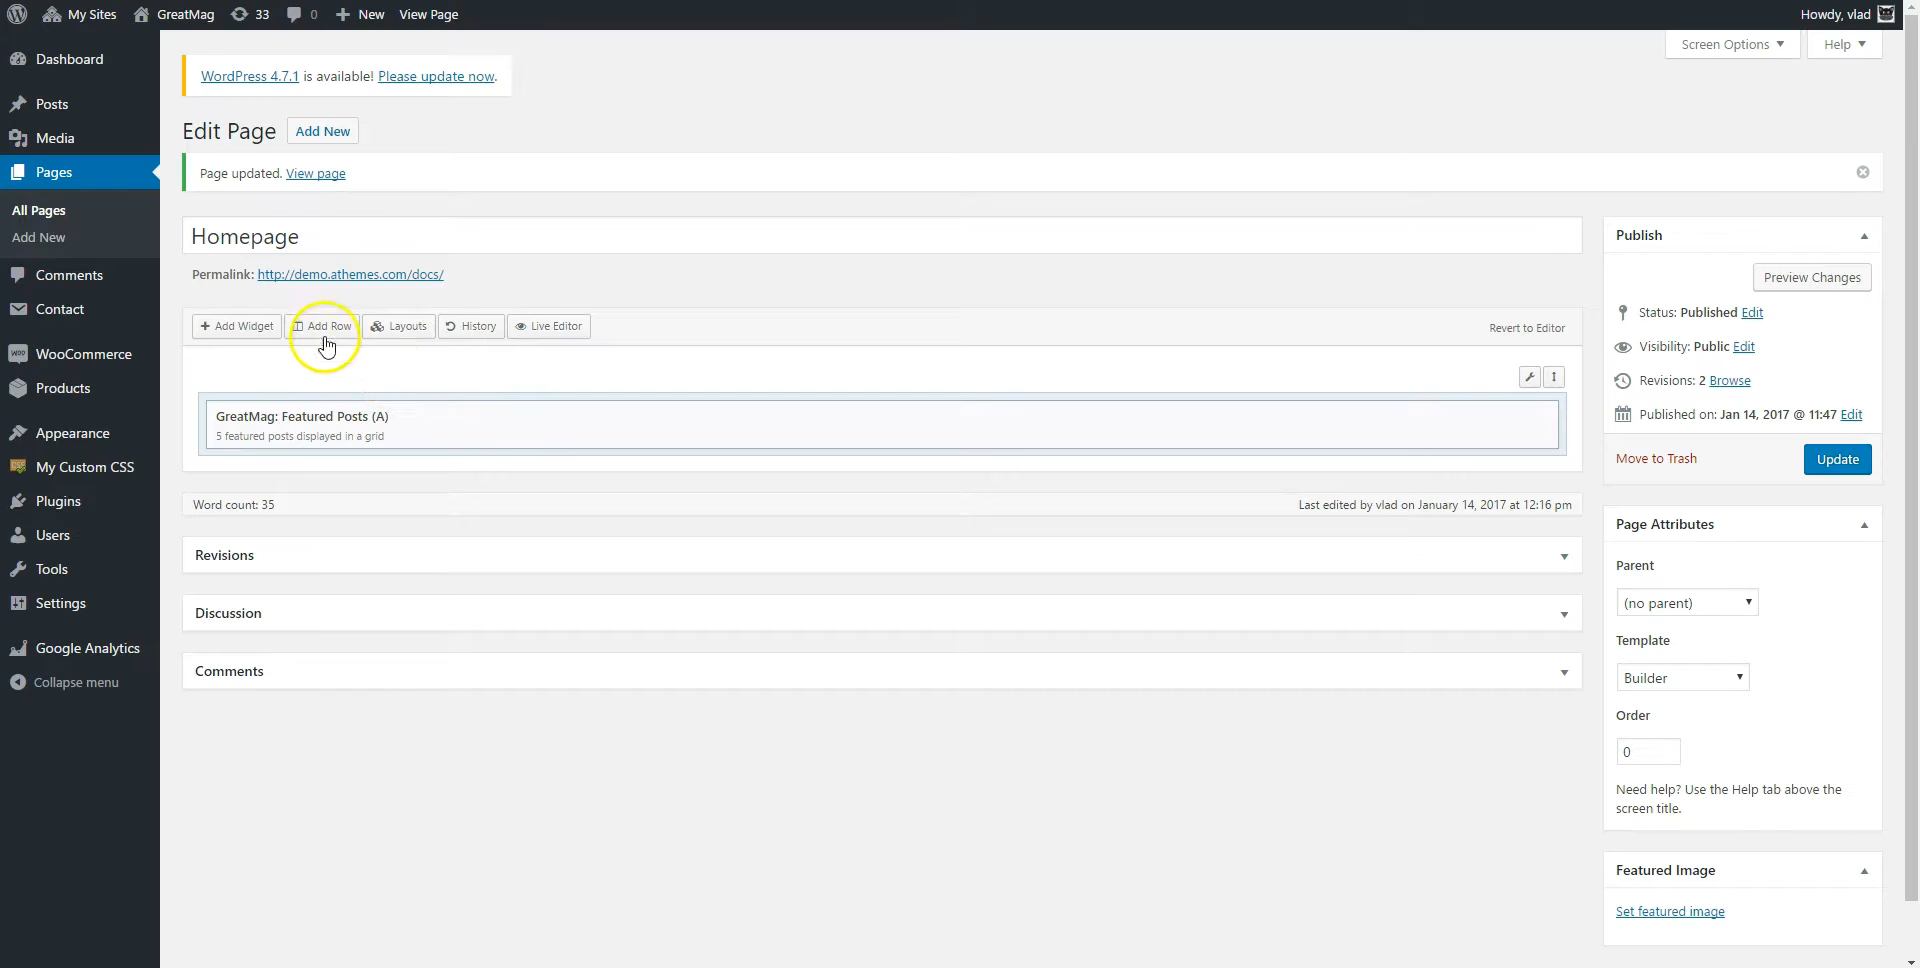 My Sites GreatMag 33 0 New View Page Howdy, vlad
Screen Options Help
Dashboard
Posts
Media
Pages
All Pages
Add New
Comments
Contact
WooCommerce
Products
Appearance
My Custom CSS
Plugins
Users
Tools
Settings
Google Analytics
Collapse menu
WordPress 4.7.1 is available! Please update now.
Edit Page Add New
Page updated. View page
Homepage
Permalink: http://demo.athemes.com/docs/
Add Widget Add Row Layouts History Live Editor Revert to Editor
GreatMag: Featured Posts (A)
5 featured posts displayed in a grid
Word count: 35 Last edited by vlad on January 14, 2017 at 12:16 pm
Revisions
Discussion
Comments
Publish
Preview Changes
Status: Published Edit
Visibility: Public Edit
Revisions: 2 Browse
Published on: Jan 14, 2017 @ 11:47 Edit
Move to Trash Update
Page Attributes
Parent
(no parent)
Template
Builder
Order
0
Need help? Use the Help tab above the
screen title.
Featured Image
Set featured image